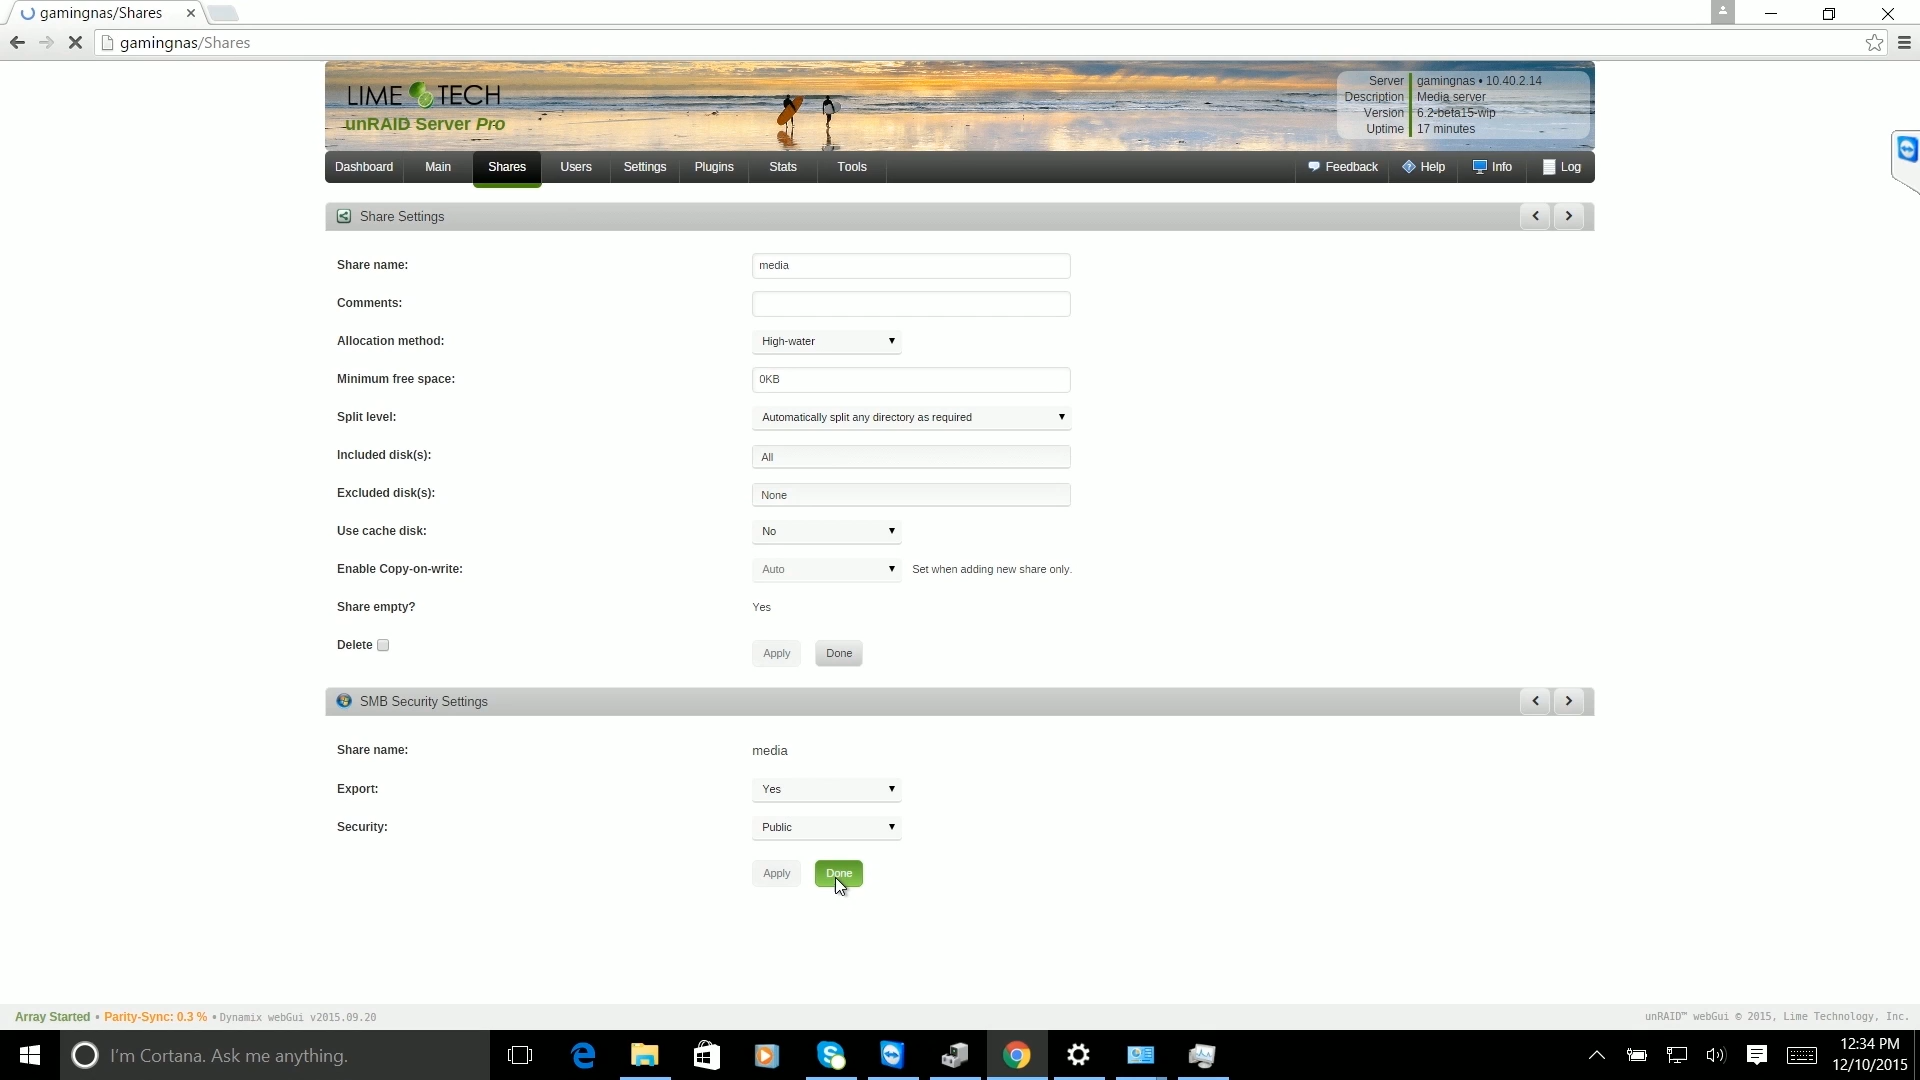 gamingnas/Shares
gamingnas/Shares
LIME TECH
unRAID Server Pro
Server gamingnas • 10.40.2.14
Description Media server
Version 6.2-beta15-wip
Uptime 17 minutes
Dashboard Main Shares Users Settings Plugins Stats Tools Feedback Help Info Log
Share Settings
Share name: media
Comments:
Allocation method: High-water
Minimum free space: 0KB
Split level: Automatically split any directory as required
Included disk(s): All
Excluded disk(s): None
Use cache disk: No
Enable Copy-on-write: Auto Set when adding new share only.
Share empty? Yes
Delete
Apply Done
SMB Security Settings
Share name: media
Export: Yes
Security: Public
Apply Done
Array Started • Parity-Sync: 0.3 % • Dynamix webGui v2015.09.20
unRAID™ webGui © 2015, Lime Technology, Inc.
I'm Cortana. Ask me anything.
12:34 PM
12/10/2015